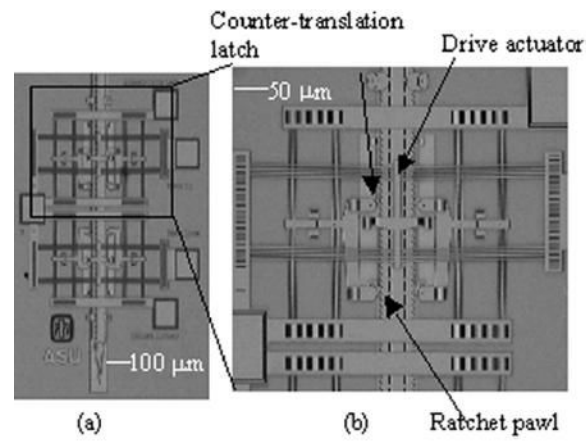 Counter-translation
latch
Drive actuator
50 μm
ASU
100 μm
(a)
(b)
Ratchet pawl